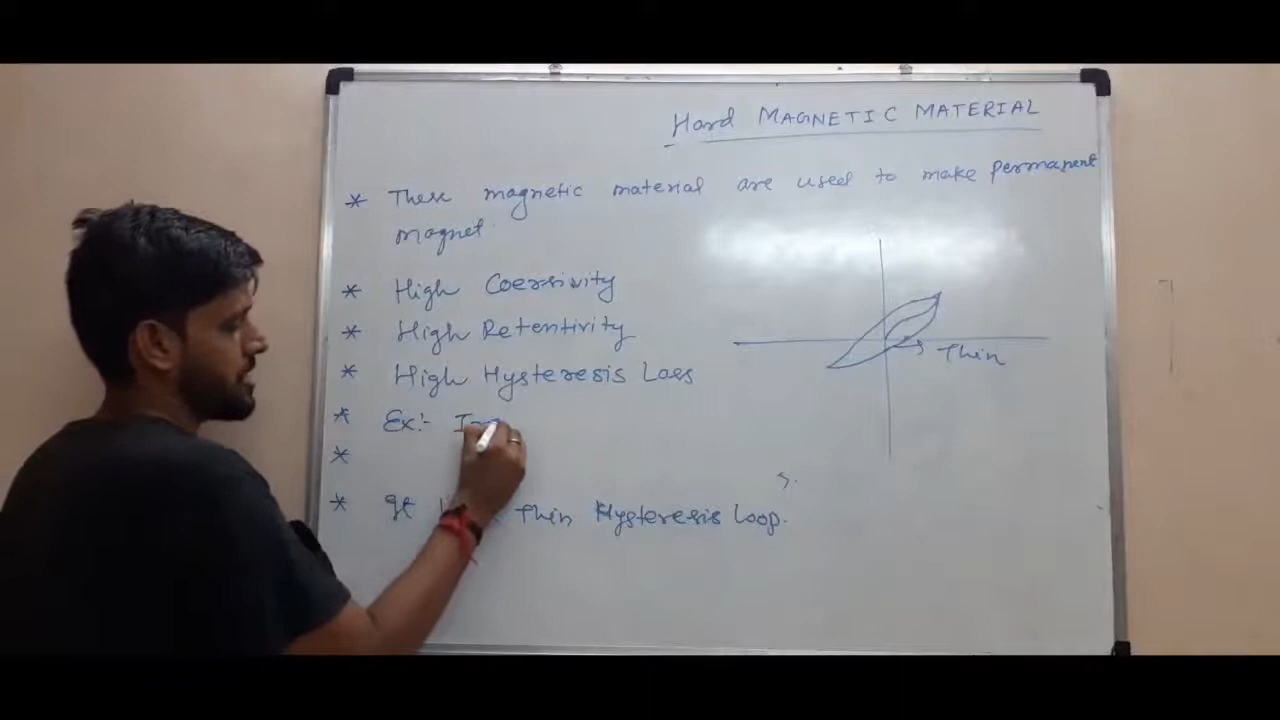 Hard MAGNETIC MATERIAL
* These magnetic material are used to make permanent
magnet.
* High Coersivity
* High Retentivity
* High Hysteresis Loss
* Ex:-
*
* It Thin Hysteresis Loop.
Thin